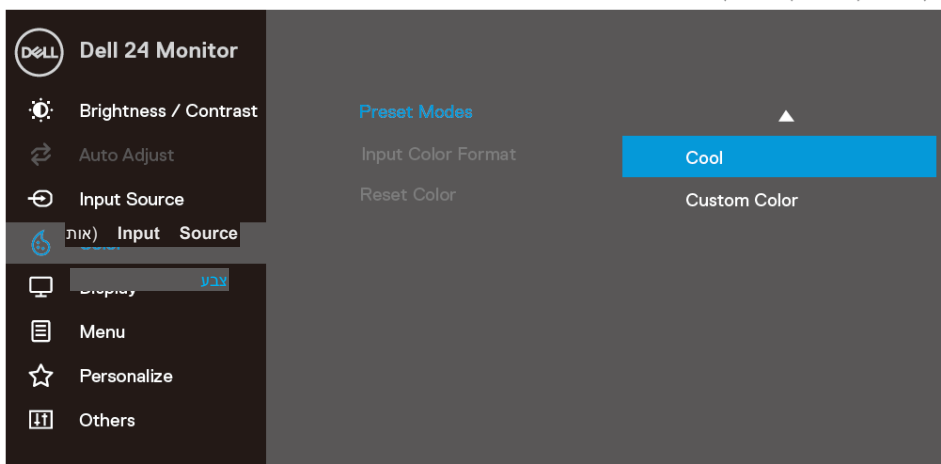 DELL Dell 24 Monitor
Brightness / Contrast
Preset Modes
Auto Adjust
Input Color Format
Cool
Input Source
Reset Color
Custom Color
אות) Input Source
צבע
Display
Menu
Personalize
Others